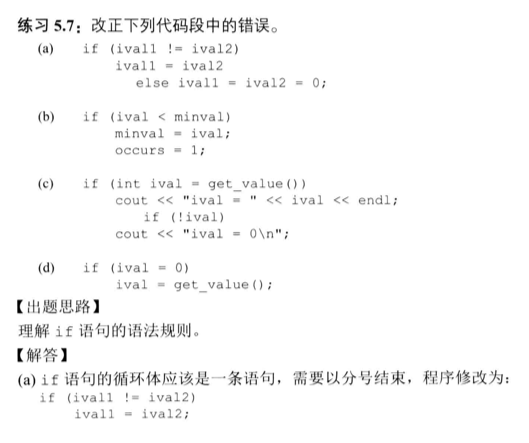 练习 5.7：改正下列代码段中的错误。
(a) if (ival1 != ival2)
ival1 = ival2
else ival1 = ival2 = 0;
(b) if (ival < minval)
minval = ival;
occurs = 1;
(c) if (int ival = get_value())
cout << "ival = " << ival << endl;
if (!ival)
cout << "ival = 0\n";
(d) if (ival = 0)
ival = get_value();
【出题思路】
理解 if 语句的语法规则。
【解答】
(a) if 语句的循环体应该是一条语句，需要以分号结束，程序修改为：
if (ival1 != ival2)
ival1 = ival2;